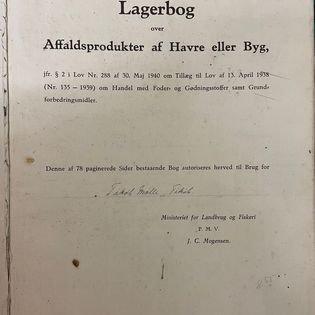 Lagerbog
over
Affaldsprodukter af Havre eller Byg,
jfr. § 2 i Lov Nr. 288 af 30. Maj 1940 om Tillæg til Lov af 13. April 1938
(Nr. 135 — 1939) om Handel med Foder- og Gødningsstoffer samt Grund-
forbedringsmidler.
Denne af 78 paginerede Sider bestaaende Bog autoriseres herved til Brug for
Mølle,
Ministeriet for Landbrug og Fiskeri
P. M. V.
J. C. Mogensen.